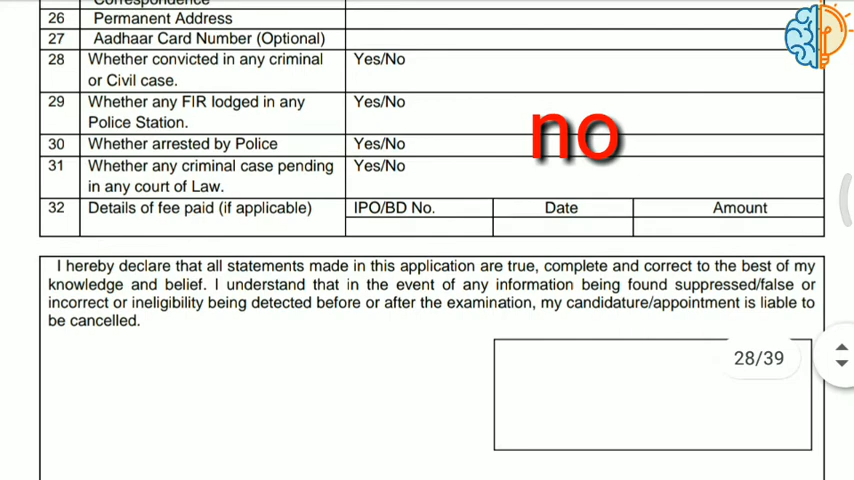 Correspondence
26 Permanent Address
27 Aadhaar Card Number (Optional)
28 Whether convicted in any criminal Yes/No
or Civil case.
29 Whether any FIR lodged in any Yes/No
Police Station.
no
30 Whether arrested by Police Yes/No
31 Whether any criminal case pending Yes/No
in any court of Law.
32 Details of fee paid (if applicable) IPO/BD No. Date Amount
I hereby declare that all statements made in this application are true, complete and correct to the best of my
knowledge and belief. I understand that in the event of any information being found suppressed/false or
incorrect or ineligibility being detected before or after the examination, my candidature/appointment is liable to
be cancelled.
28/39